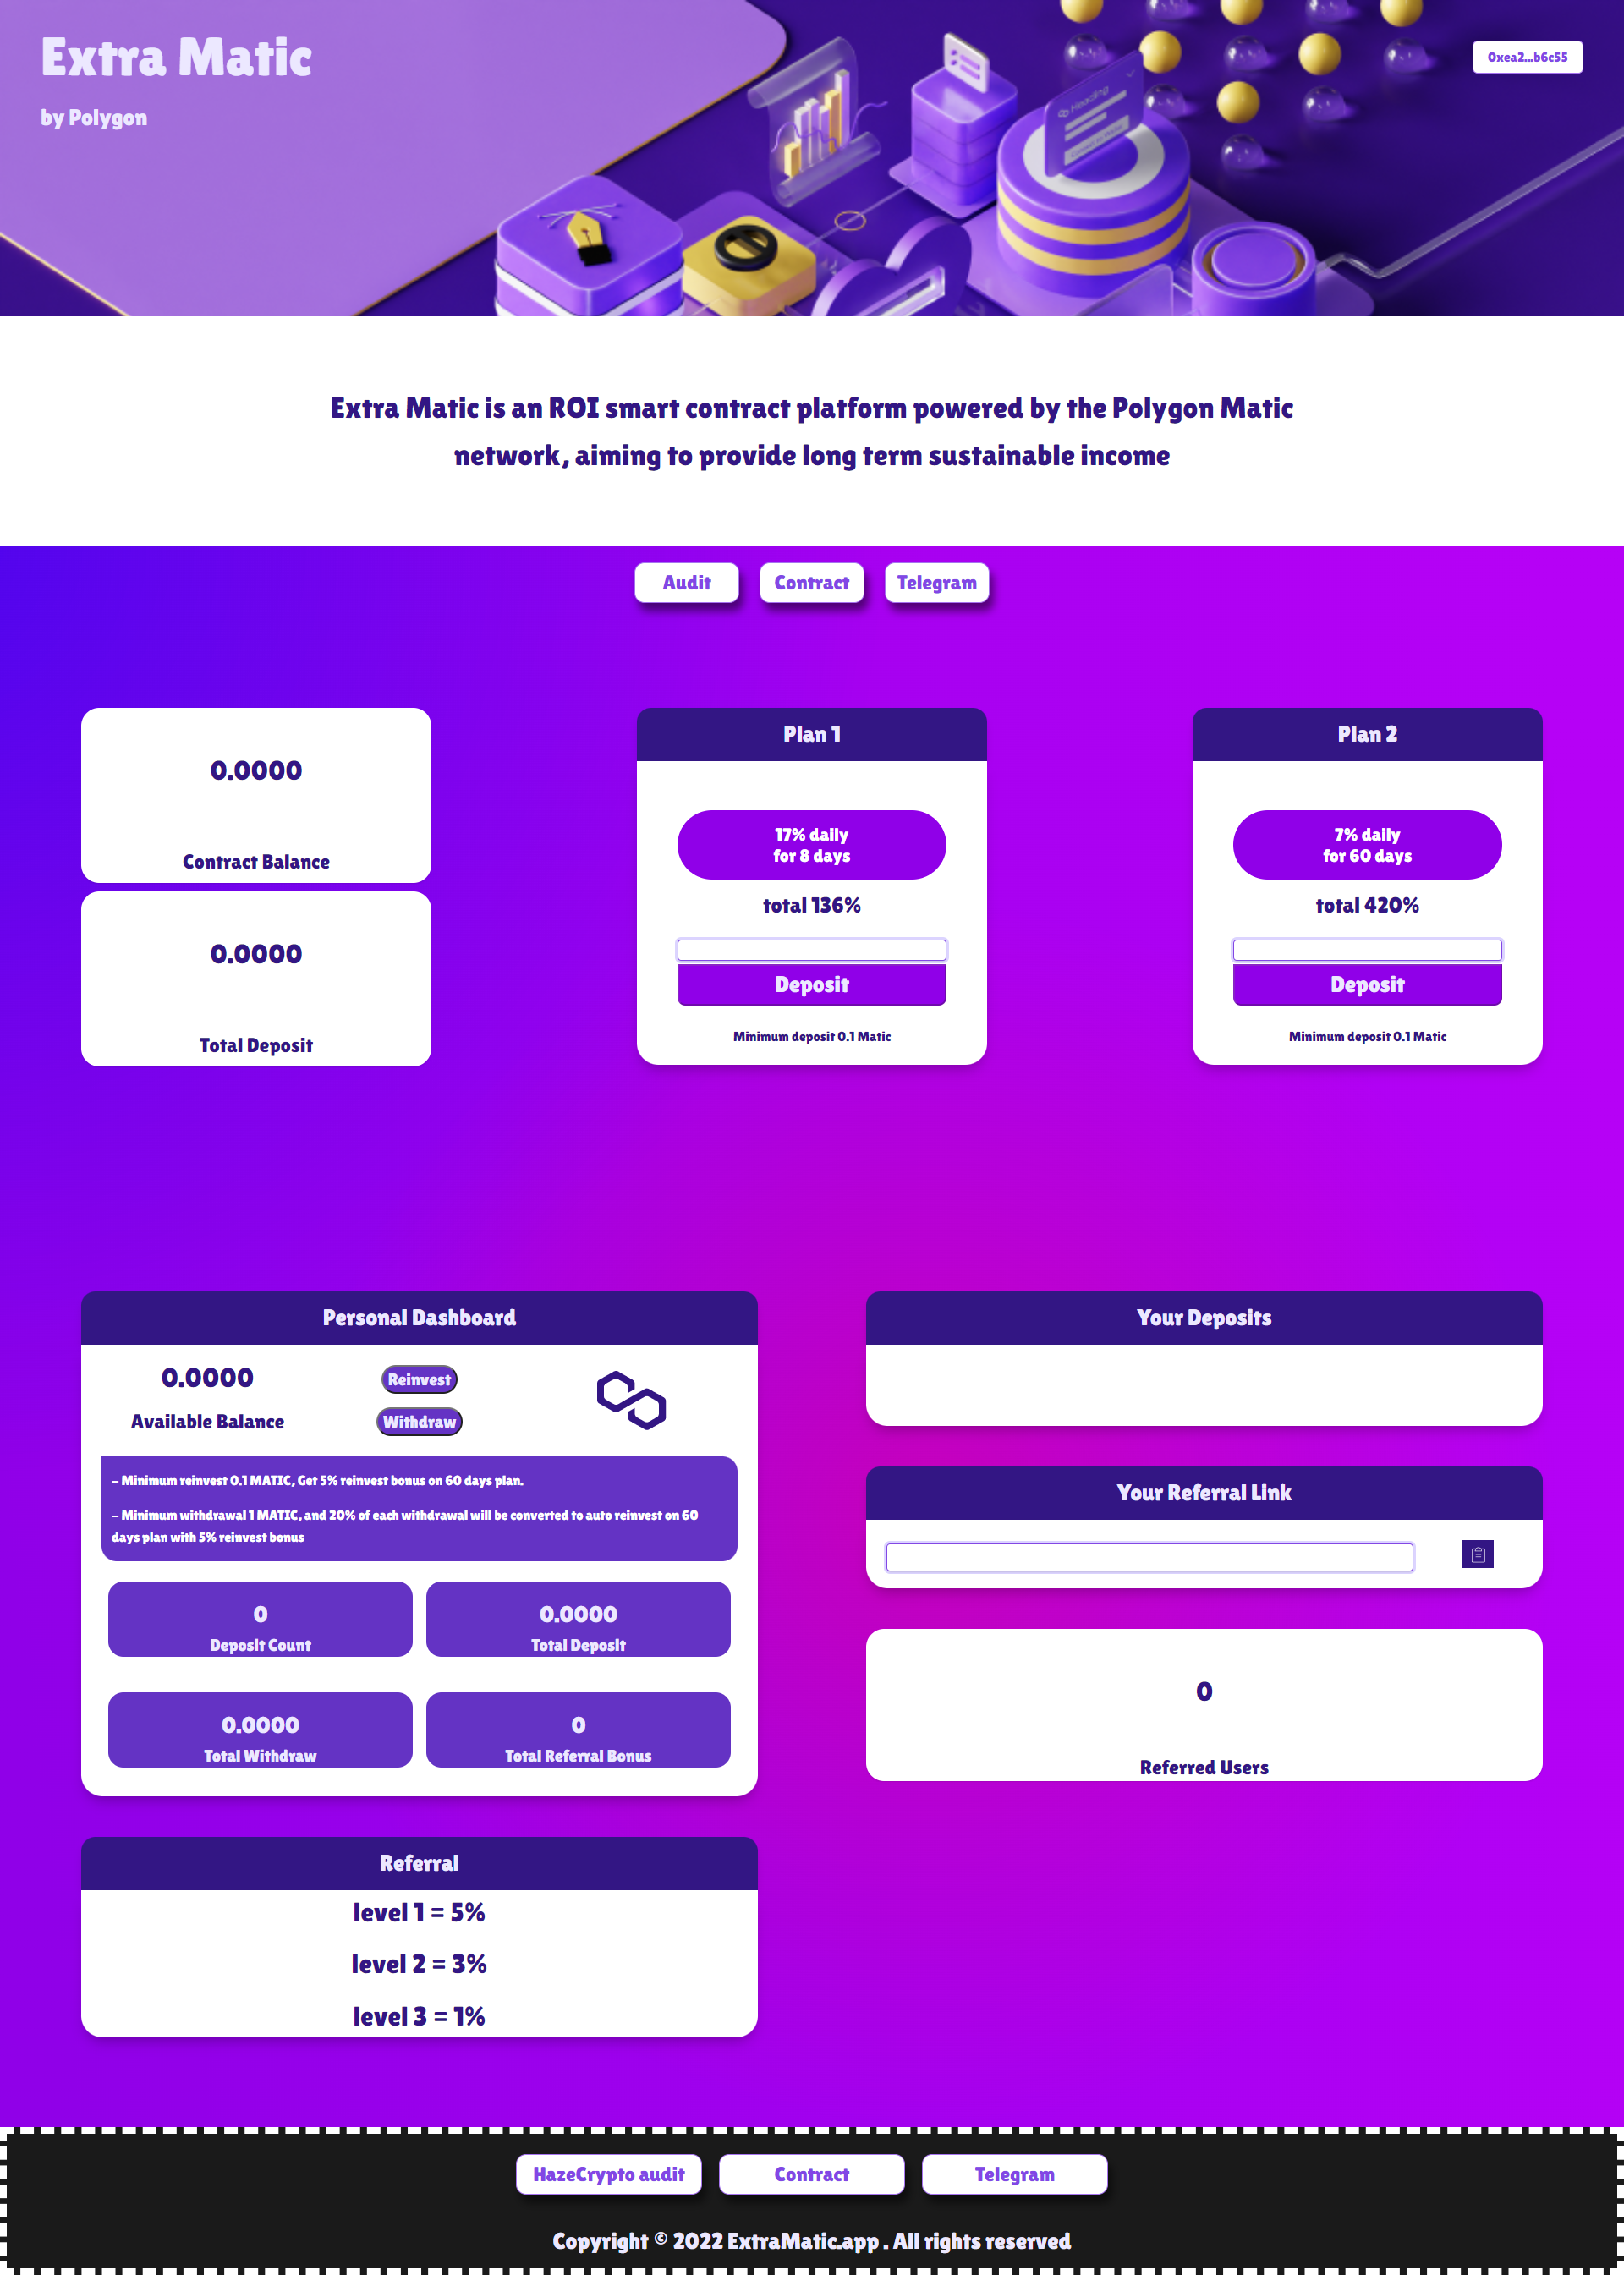 Extra Matic
by Polygon
0xea2...b6c55
Heading
Extra Matic is an ROI smart contract platform powered by the Polygon Matic
network, aiming to provide long term sustainable income
Audit
Contract
Telegram
0.0000
Contract Balance
0.0000
Total Deposit
Plan 1
17% daily
for 8 days
total 136%
Deposit
Minimum deposit 0.1 Matic
Plan 2
7% daily
for 60 days
total 420%
Deposit
Minimum deposit 0.1 Matic
Personal Dashboard
0.0000
Available Balance
Reinvest
Withdraw
– Minimum reinvest 0.1 MATIC, Get 5% reinvest bonus on 60 days plan.
– Minimum withdrawal 1 MATIC, and 20% of each withdrawal will be converted to auto reinvest on 60
days plan with 5% reinvest bonus
0
Deposit Count
0.0000
Total Deposit
0.0000
Total Withdraw
0
Total Referral Bonus
Your Deposits
Your Referral Link
0
Referred Users
Referral
level 1 = 5%
level 2 = 3%
level 3 = 1%
HazeCrypto audit
Contract
Telegram
Copyright © 2022 ExtraMatic.app . All rights reserved